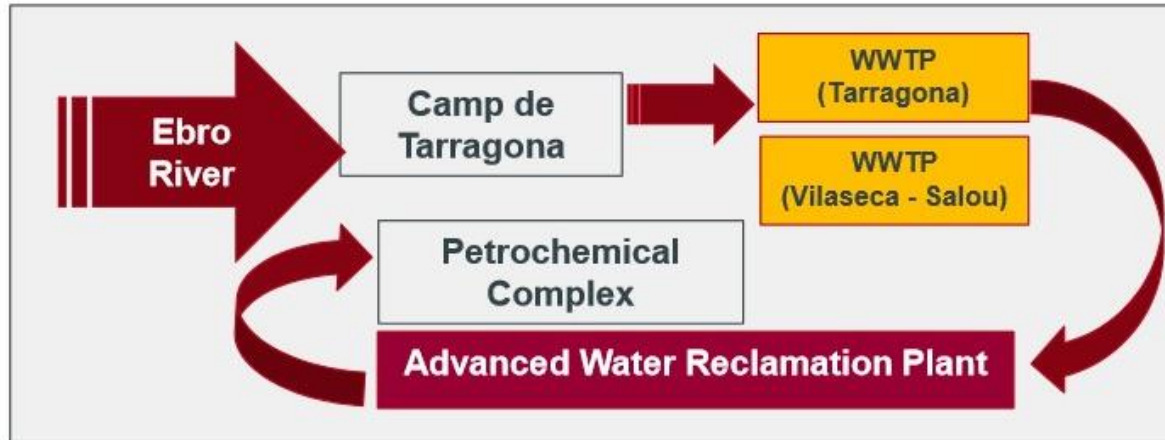 Ebro
River
Camp de
Tarragona
WWTP
(Tarragona)
WWTP
(Vilaseca - Salou)
Petrochemical
Complex
Advanced Water Reclamation Plant